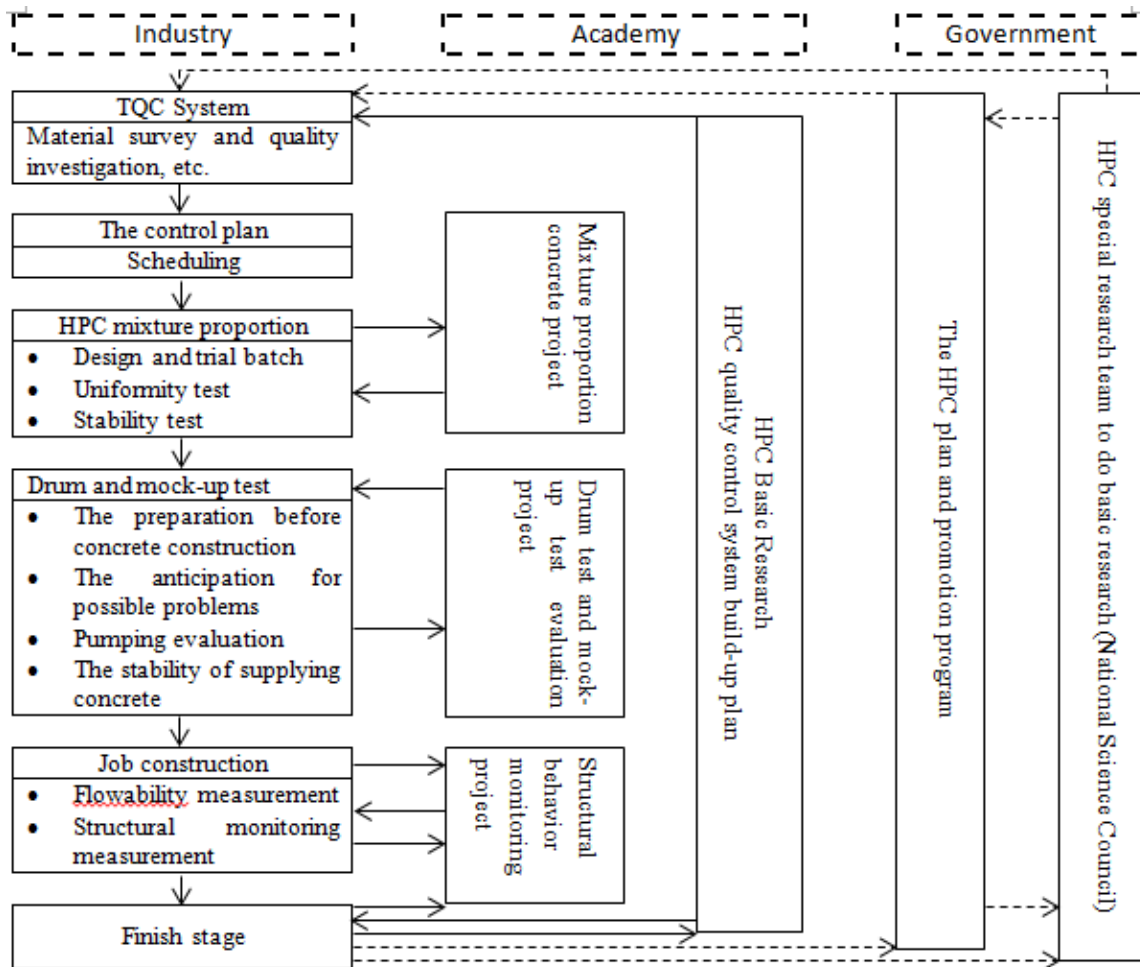 Industry
Academy
Government
TQC System
Material survey and quality
investigation, etc.
The control plan
Scheduling
HPC mixture proportion
• Design and trial batch
• Uniformity test
• Stability test
Drum and mock-up test
• The preparation before
concrete construction
• The anticipation for
possible problems
• Pumping evaluation
• The stability of supplying
concrete
Job construction
• Flowability measurement
• Structural monitoring
measurement
Finish stage
Mixture proportion
concrete project
Drum test and mock-
up test evaluation
project
Structural
behavior
monitoring
project
HPC Basic Research
HPC quality control system build-up plan
The HPC plan and promotion program
HPC special research team to do basic research (National Science Council)